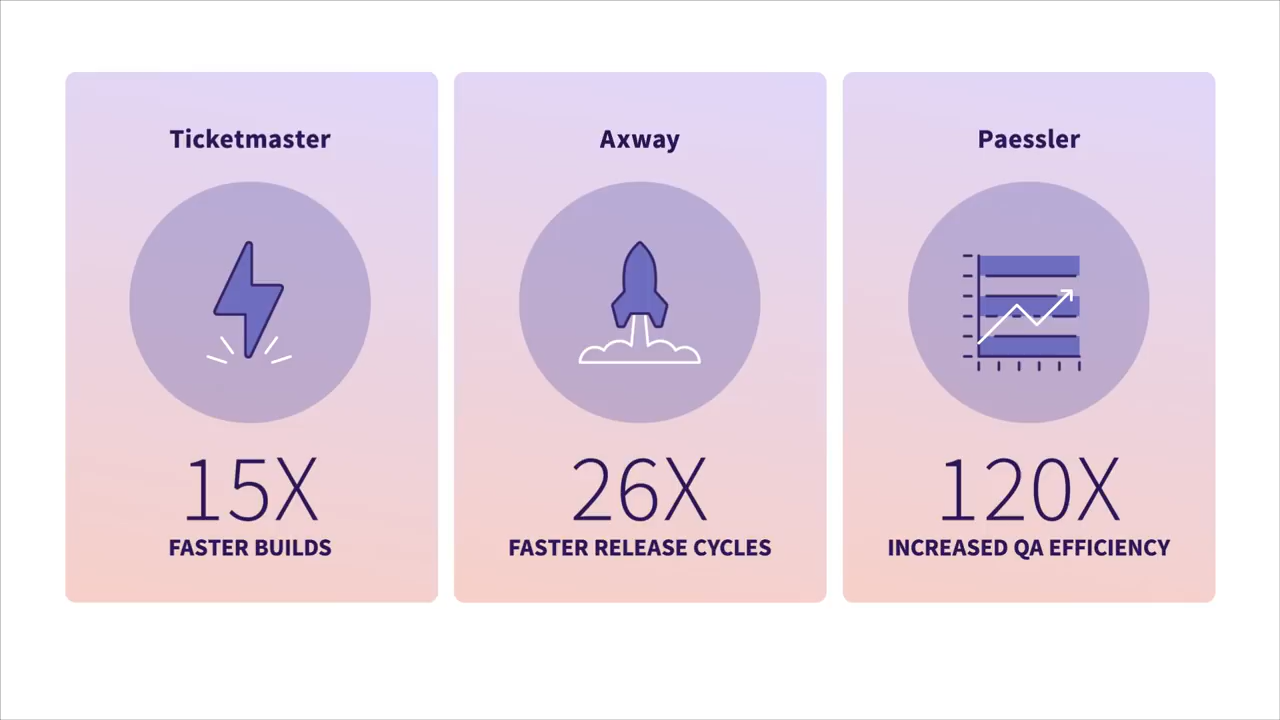 Ticketmaster
15X
FASTER BUILDS
Axway
26X
FASTER RELEASE CYCLES
Paessler
120X
INCREASED QA EFFICIENCY